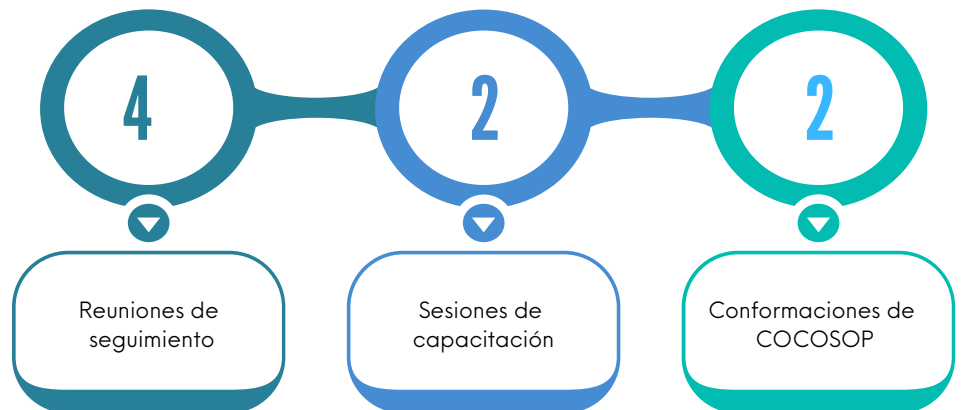 4
2
2
Reuniones de
seguimiento
Sesiones de
capacitación
Conformaciones de
COCOSOP